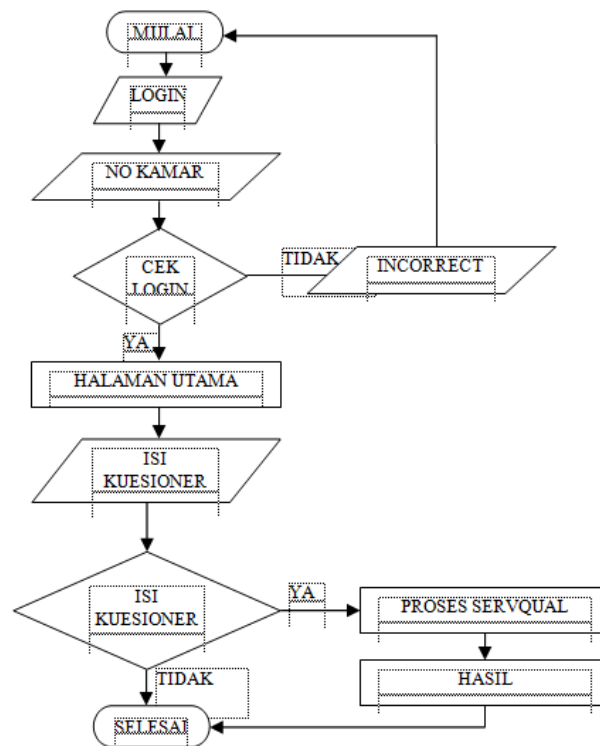 MULAI
LOGIN
NO KAMAR
CEK
LOGIN
TIDAK
INCORRECT
YA
HALAMAN UTAMA
ISI
KUESIONER
ISI
KUESIONER
YA
PROSES SERVQUAL
TIDAK
HASIL
SELESAI